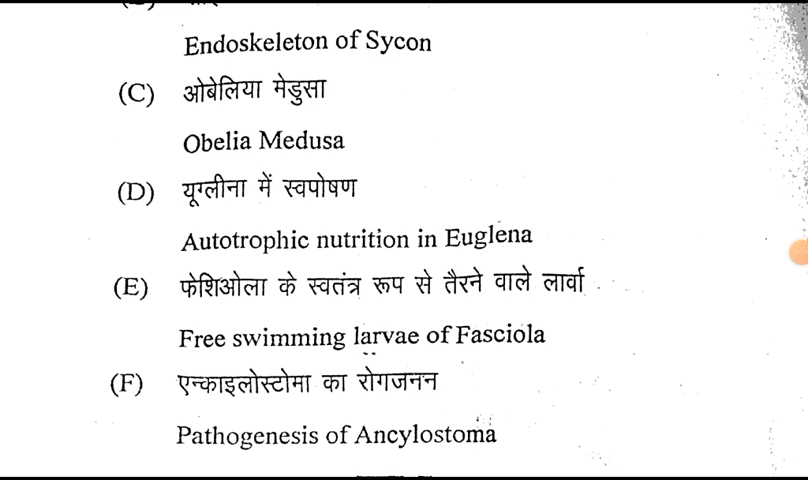 Endoskeleton of Sycon
(C) ओबेलिया मेडुसा
Obelia Medusa
(D) यूग्लीना में स्वपोषण
Autotrophic nutrition in Euglena
(E) फेशिओला के स्वतंत्र रूप से तैरने वाले लार्वा
Free swimming larvae of Fasciola
(F) एन्काइलोस्टोमा का रोगजनन
Pathogenesis of Ancylostoma